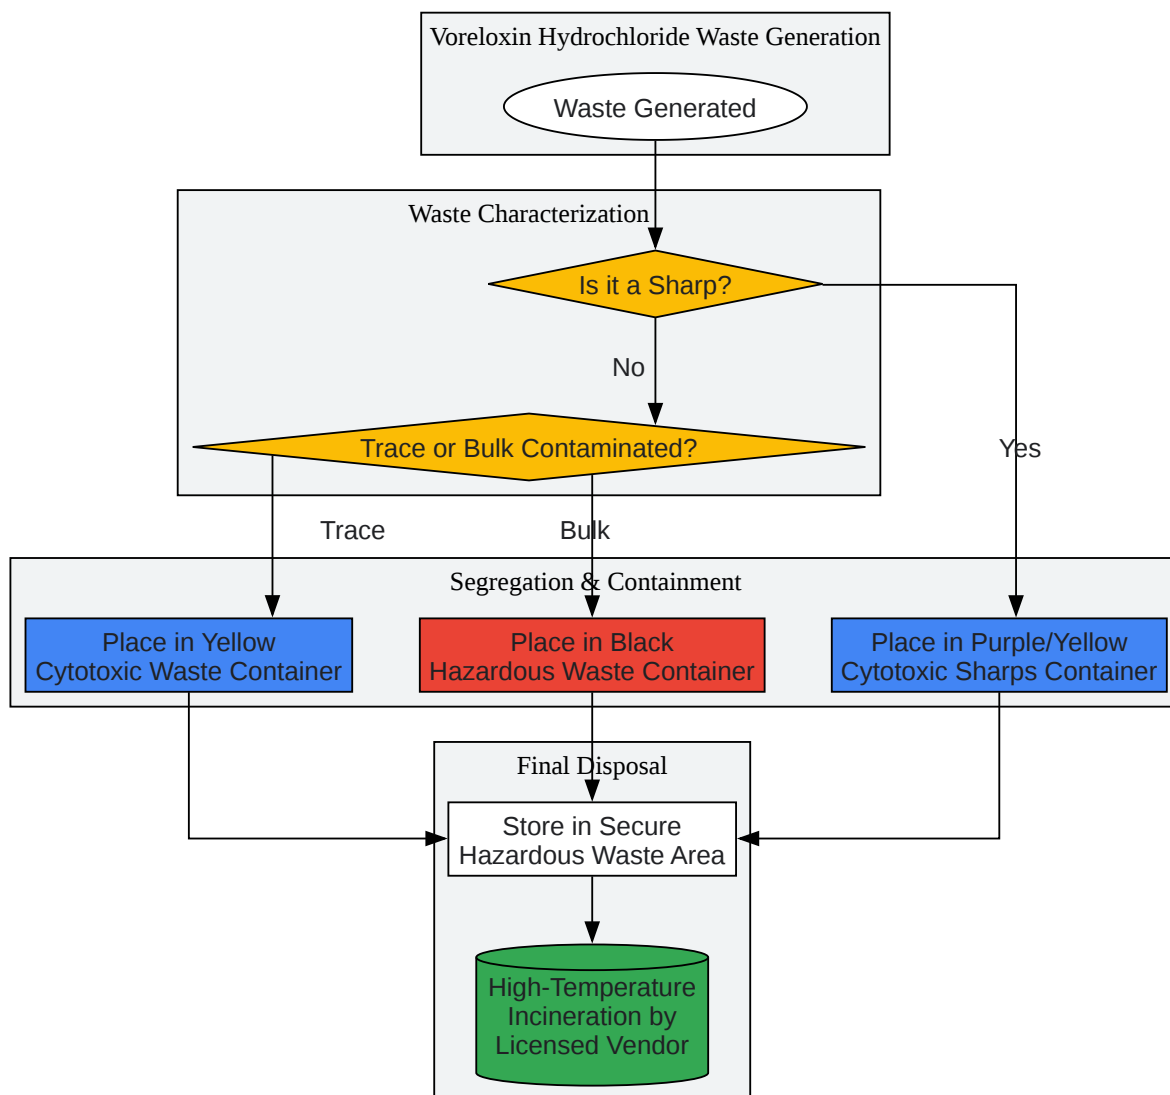 Voreloxin Hydrochloride Waste Generation
Waste Generated
Waste Characterization
Is it a Sharp?
No
Trace or Bulk Contaminated?
Yes
Trace
Bulk
Segregation & Containment
Place in Yellow
Cytotoxic Waste Container
Place in Black
Hazardous Waste Container
Place in Purple/Yellow
Cytotoxic Sharps Container
Final Disposal
Store in Secure
Hazardous Waste Area
High-Temperature
Incineration by
Licensed Vendor